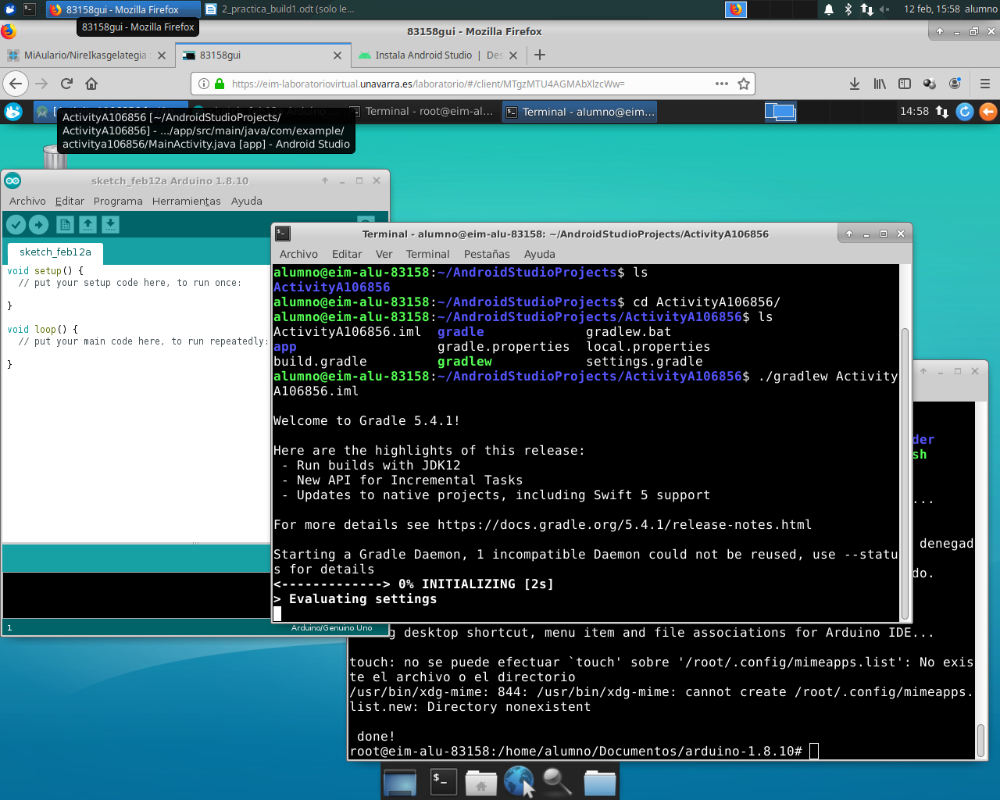 83158gui - Mozilla Firefox
2_practica_build1.odt (solo le...
12 feb, 15:58 alumno
83158gui - Mozilla Firefox
83158gui - Mozilla Firefox
MiAulario/NireIkasgelategia
83158gui
Instala Android Studio | Des
https://eim-laboratoriovirtual.unavarra.es/laboratorio/#/client/MTgzMTU4AGMAbXlzcWw=
Terminal - root@eim-al...
Terminal - alumno@eim...
14:58
ActivityA106856 [~/AndroidStudioProjects/
ActivityA106856] - .../app/src/main/java/com/example/
activitya106856/MainActivity.java [app] - Android Studio
sketch_feb12a Arduino 1.8.10
Archivo Editar Programa Herramientas Ayuda
sketch_feb12a
void setup() {
// put your setup code here, to run once:
}
void loop() {
// put your main code here, to run repeatedly:
}
1
Arduino/Genuino Uno
Terminal - alumno@eim-alu-83158: ~/AndroidStudioProjects/ActivityA106856
Archivo Editar Ver Terminal Pestañas Ayuda
alumno@eim-alu-83158:~/AndroidStudioProjects$ ls
ActivityA106856
alumno@eim-alu-83158:~/AndroidStudioProjects$ cd ActivityA106856/
alumno@eim-alu-83158:~/AndroidStudioProjects/ActivityA106856$ ls
ActivityA106856.iml gradle gradlew.bat
app gradle.properties local.properties
build.gradle gradlew settings.gradle
alumno@eim-alu-83158:~/AndroidStudioProjects/ActivityA106856$ ./gradlew Activity
A106856.iml
Welcome to Gradle 5.4.1!
Here are the highlights of this release:
- Run builds with JDK12
- New API for Incremental Tasks
- Updates to native projects, including Swift 5 support
For more details see https://docs.gradle.org/5.4.1/release-notes.html
Starting a Gradle Daemon, 1 incompatible Daemon could not be reused, use --statu
s for details
<-------------> 0% INITIALIZING [2s]
> Evaluating settings
der
sh
...
denegad
do.
g desktop shortcut, menu item and file associations for Arduino IDE...
touch: no se puede efectuar `touch' sobre '/root/.config/mimeapps.list': No exis
te el archivo o el directorio
/usr/bin/xdg-mime: 844: /usr/bin/xdg-mime: cannot create /root/.config/mimeapps.
list.new: Directory nonexistent
done!
root@eim-alu-83158:/home/alumno/Documentos/arduino-1.8.10#